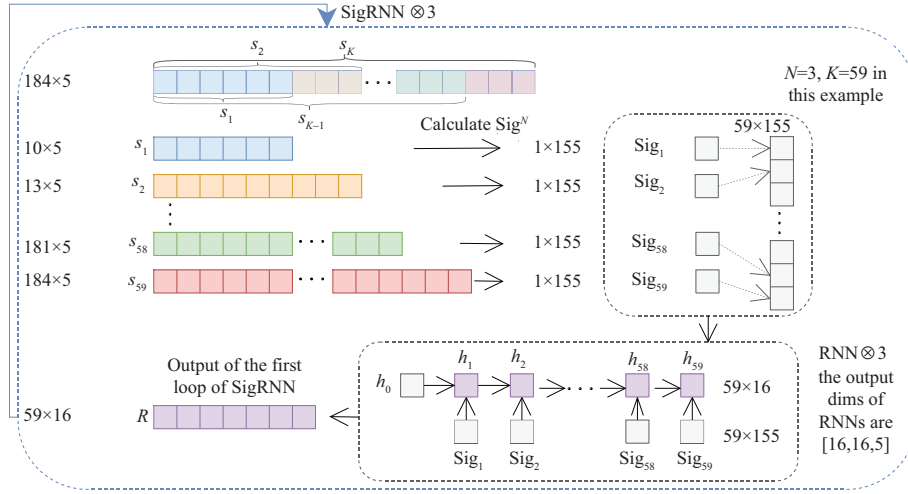 SigRNN ⊗3
s₂
s_K
184×5
N=3, K=59 in
this example
s₁
s_{K−1}
Calculate Sig^N
59×155
10×5
s₁
1×155
Sig₁
13×5
s₂
1×155
Sig₂
181×5
s₅₈
1×155
Sig₅₈
184×5
s₅₉
1×155
Sig₅₉
Output of the first
loop of SigRNN
h₀
h₁
h₂
h₅₈
h₅₉
59×16
RNN⊗3
the output
dims of
RNNs are
[16,16,5]
59×16
R
59×155
Sig₁
Sig₂
Sig₅₈
Sig₅₉